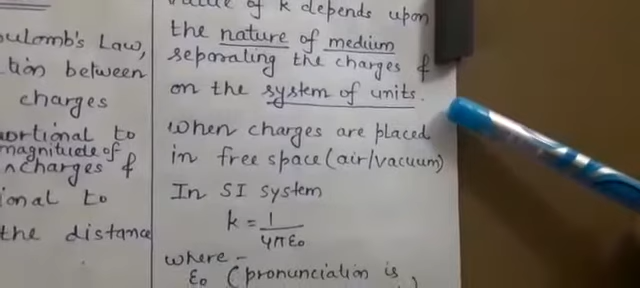 oulomb's Law,
tion between
charges
ortional to
magnitude of
charges &
ional to
the distance
value of k depends upon
the nature of medium
separating the charges &
on the system of units.
When charges are placed
in free space (air/vacuum)
In SI system
k = 1
4πε₀
where -
ε₀ (pronunciation is,